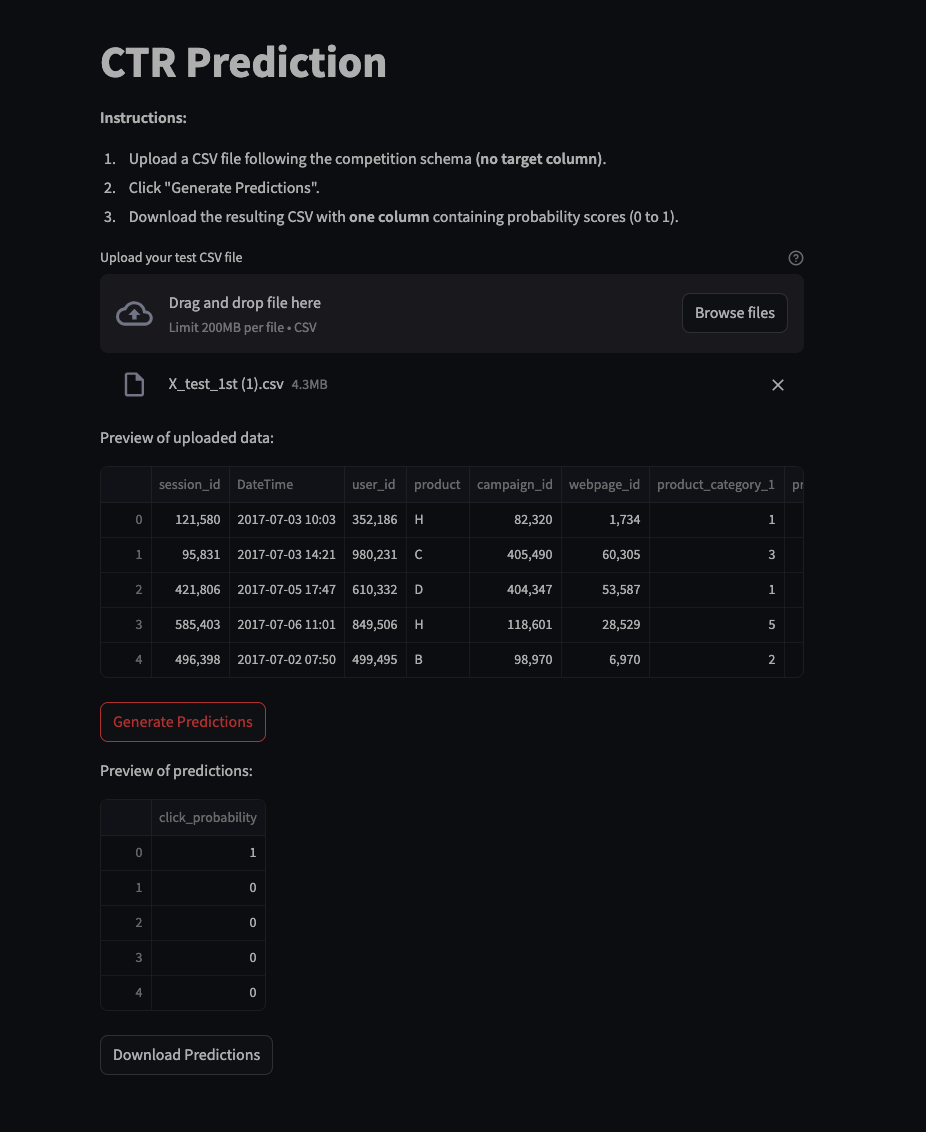 CTR Prediction
Instructions:
1. Upload a CSV file following the competition schema (no target column).
2. Click "Generate Predictions".
3. Download the resulting CSV with one column containing probability scores (0 to 1).
Upload your test CSV file
Drag and drop file here
Limit 200MB per file • CSV
Browse files
X_test_1st (1).csv 4.3MB
Preview of uploaded data:
session_id DateTime user_id product campaign_id webpage_id product_category_1 pr
0 121,580 2017-07-03 10:03 352,186 H 82,320 1,734 1
1 95,831 2017-07-03 14:21 980,231 C 405,490 60,305 3
2 421,806 2017-07-05 17:47 610,332 D 404,347 53,587 1
3 585,403 2017-07-06 11:01 849,506 H 118,601 28,529 5
4 496,398 2017-07-02 07:50 499,495 B 98,970 6,970 2
Generate Predictions
Preview of predictions:
click_probability
0 1
1 0
2 0
3 0
4 0
Download Predictions